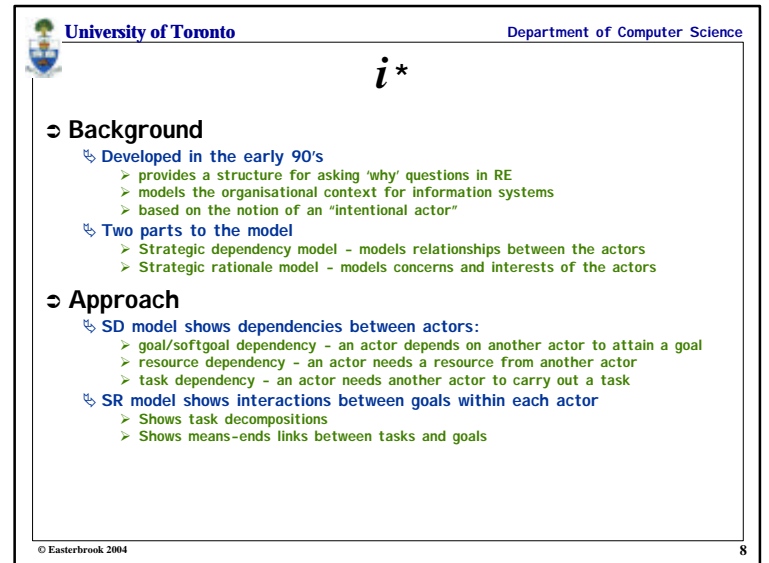 University of Toronto
Department of Computer Science
i*
➲ Background
↳ Developed in the early 90's
➢ provides a structure for asking 'why' questions in RE
➢ models the organisational context for information systems
➢ based on the notion of an "intentional actor"
↳ Two parts to the model
➢ Strategic dependency model - models relationships between the actors
➢ Strategic rationale model - models concerns and interests of the actors
➲ Approach
↳ SD model shows dependencies between actors:
➢ goal/softgoal dependency - an actor depends on another actor to attain a goal
➢ resource dependency - an actor needs a resource from another actor
➢ task dependency - an actor needs another actor to carry out a task
↳ SR model shows interactions between goals within each actor
➢ Shows task decompositions
➢ Shows means-ends links between tasks and goals
© Easterbrook 2004
8